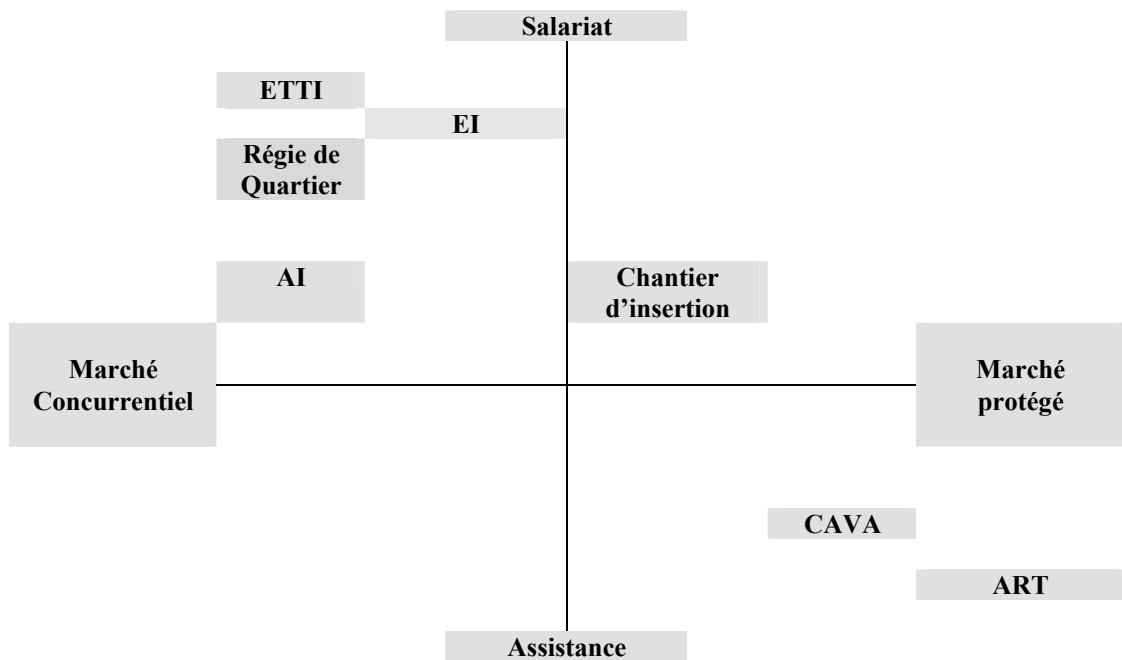 Salariat
ETTI
EI
Régie de
Quartier
AI
Chantier
d’insertion
Marché
Concurrentiel
Marché
protégé
CAVA
ART
Assistance